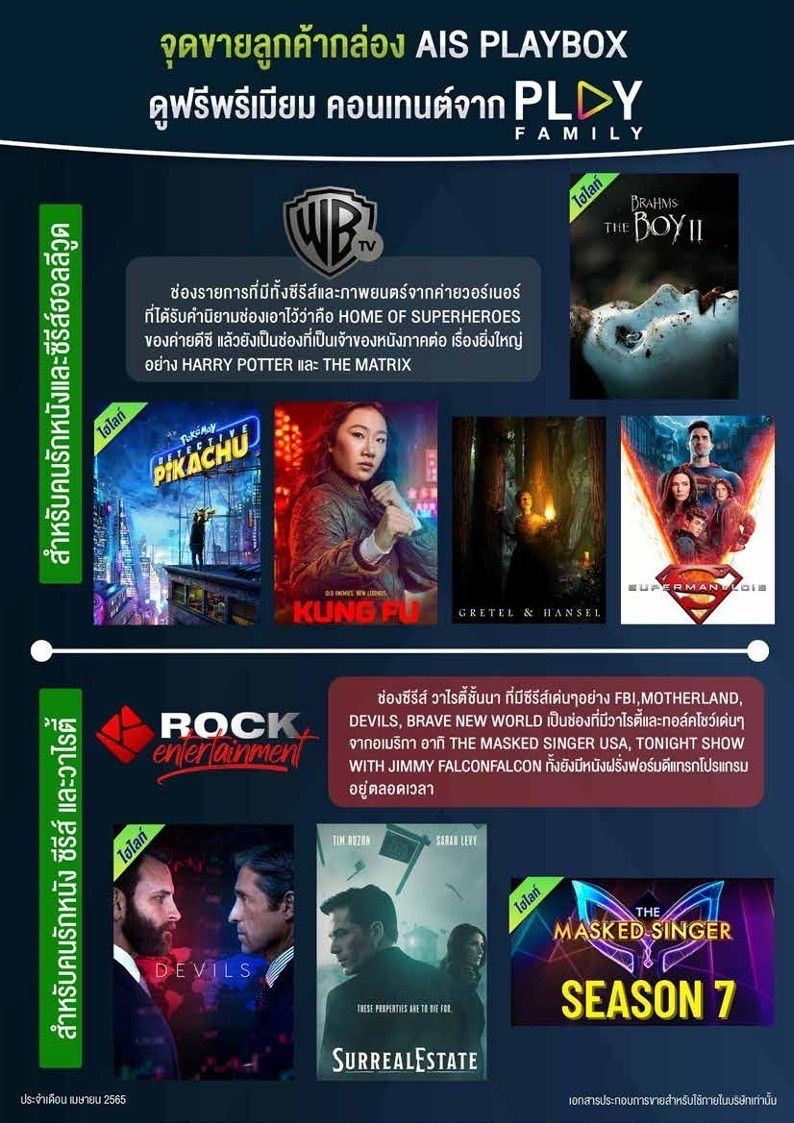 จุดขายลูกค้ากล่อง AIS PLAYBOX
ดูฟรีพรีเมียม คอนเทนต์จาก PLAY
FAMILY
สำหรับคนรักหนังและซีรีส์ฮอลลีวูด
WB TV
ช่องรายการที่มีทั้งซีรีส์และภาพยนตร์จากค่ายวอร์เนอร์
ที่ได้รับคำนิยามช่องเอาไว้ว่าคือ HOME OF SUPERHEROES
ของค่ายดีซี แล้วยังเป็นช่องที่เป็นเจ้าของหนังภาคต่อ เรื่องยิ่งใหญ่
อย่าง HARRY POTTER และ THE MATRIX
ไฮไลท์
BRAHMS:
THE BOY II
ไฮไลท์
POKÉMON
DETECTIVE
PIKACHU
OLD ENEMIES. NEW LEGENDS.
KUNG FU
GRETEL & HANSEL
SUPERMAN & LOIS
สำหรับคนรักหนัง ซีรีส์ และวาไรตี้
ROCK
entertainment
ช่องซีรีส์ วาไรตี้ชั้นนำ ที่มีซีรีส์เด่นๆอย่าง FBI,MOTHERLAND,
DEVILS, BRAVE NEW WORLD เป็นช่องที่มีวาไรตี้และทอล์คโชว์เด่นๆ
จากอเมริกา อาทิ THE MASKED SINGER USA, TONIGHT SHOW
WITH JIMMY FALCONFALCON ทั้งยังมีหนังฝรั่งฟอร์มดีแทรกโปรแกรม
อยู่ตลอดเวลา
ไฮไลท์
DEVILS
TIM ROZON SARAH LEVY
THESE PROPERTIES ARE TO DIE FOR.
SURREALESTATE
ไฮไลท์
THE
MASKED SINGER
SEASON 7
ประจำเดือน เมษายน 2565
เอกสารประกอบการขายสำหรับใช้ภายในบริษัทเท่านั้น